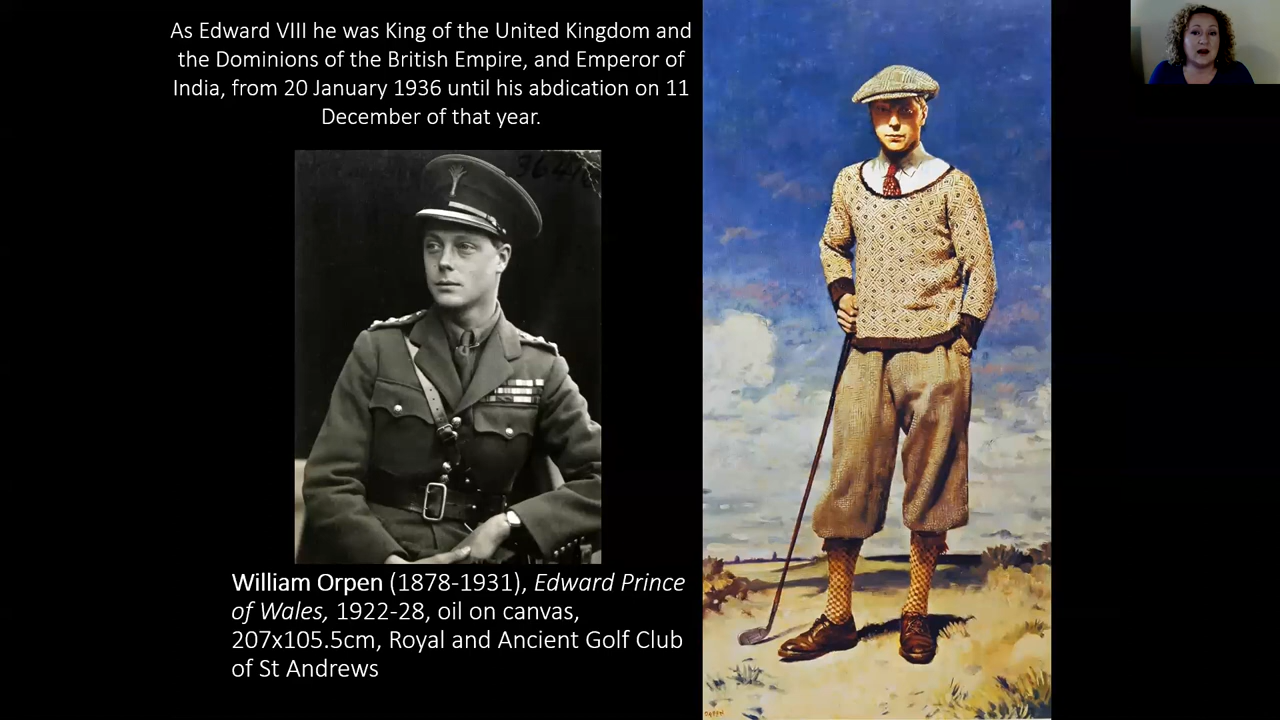 As Edward VIII he was King of the United Kingdom and
the Dominions of the British Empire, and Emperor of
India, from 20 January 1936 until his abdication on 11
December of that year.
William Orpen (1878-1931), Edward Prince
of Wales, 1922-28, oil on canvas,
207x105.5cm, Royal and Ancient Golf Club
of St Andrews